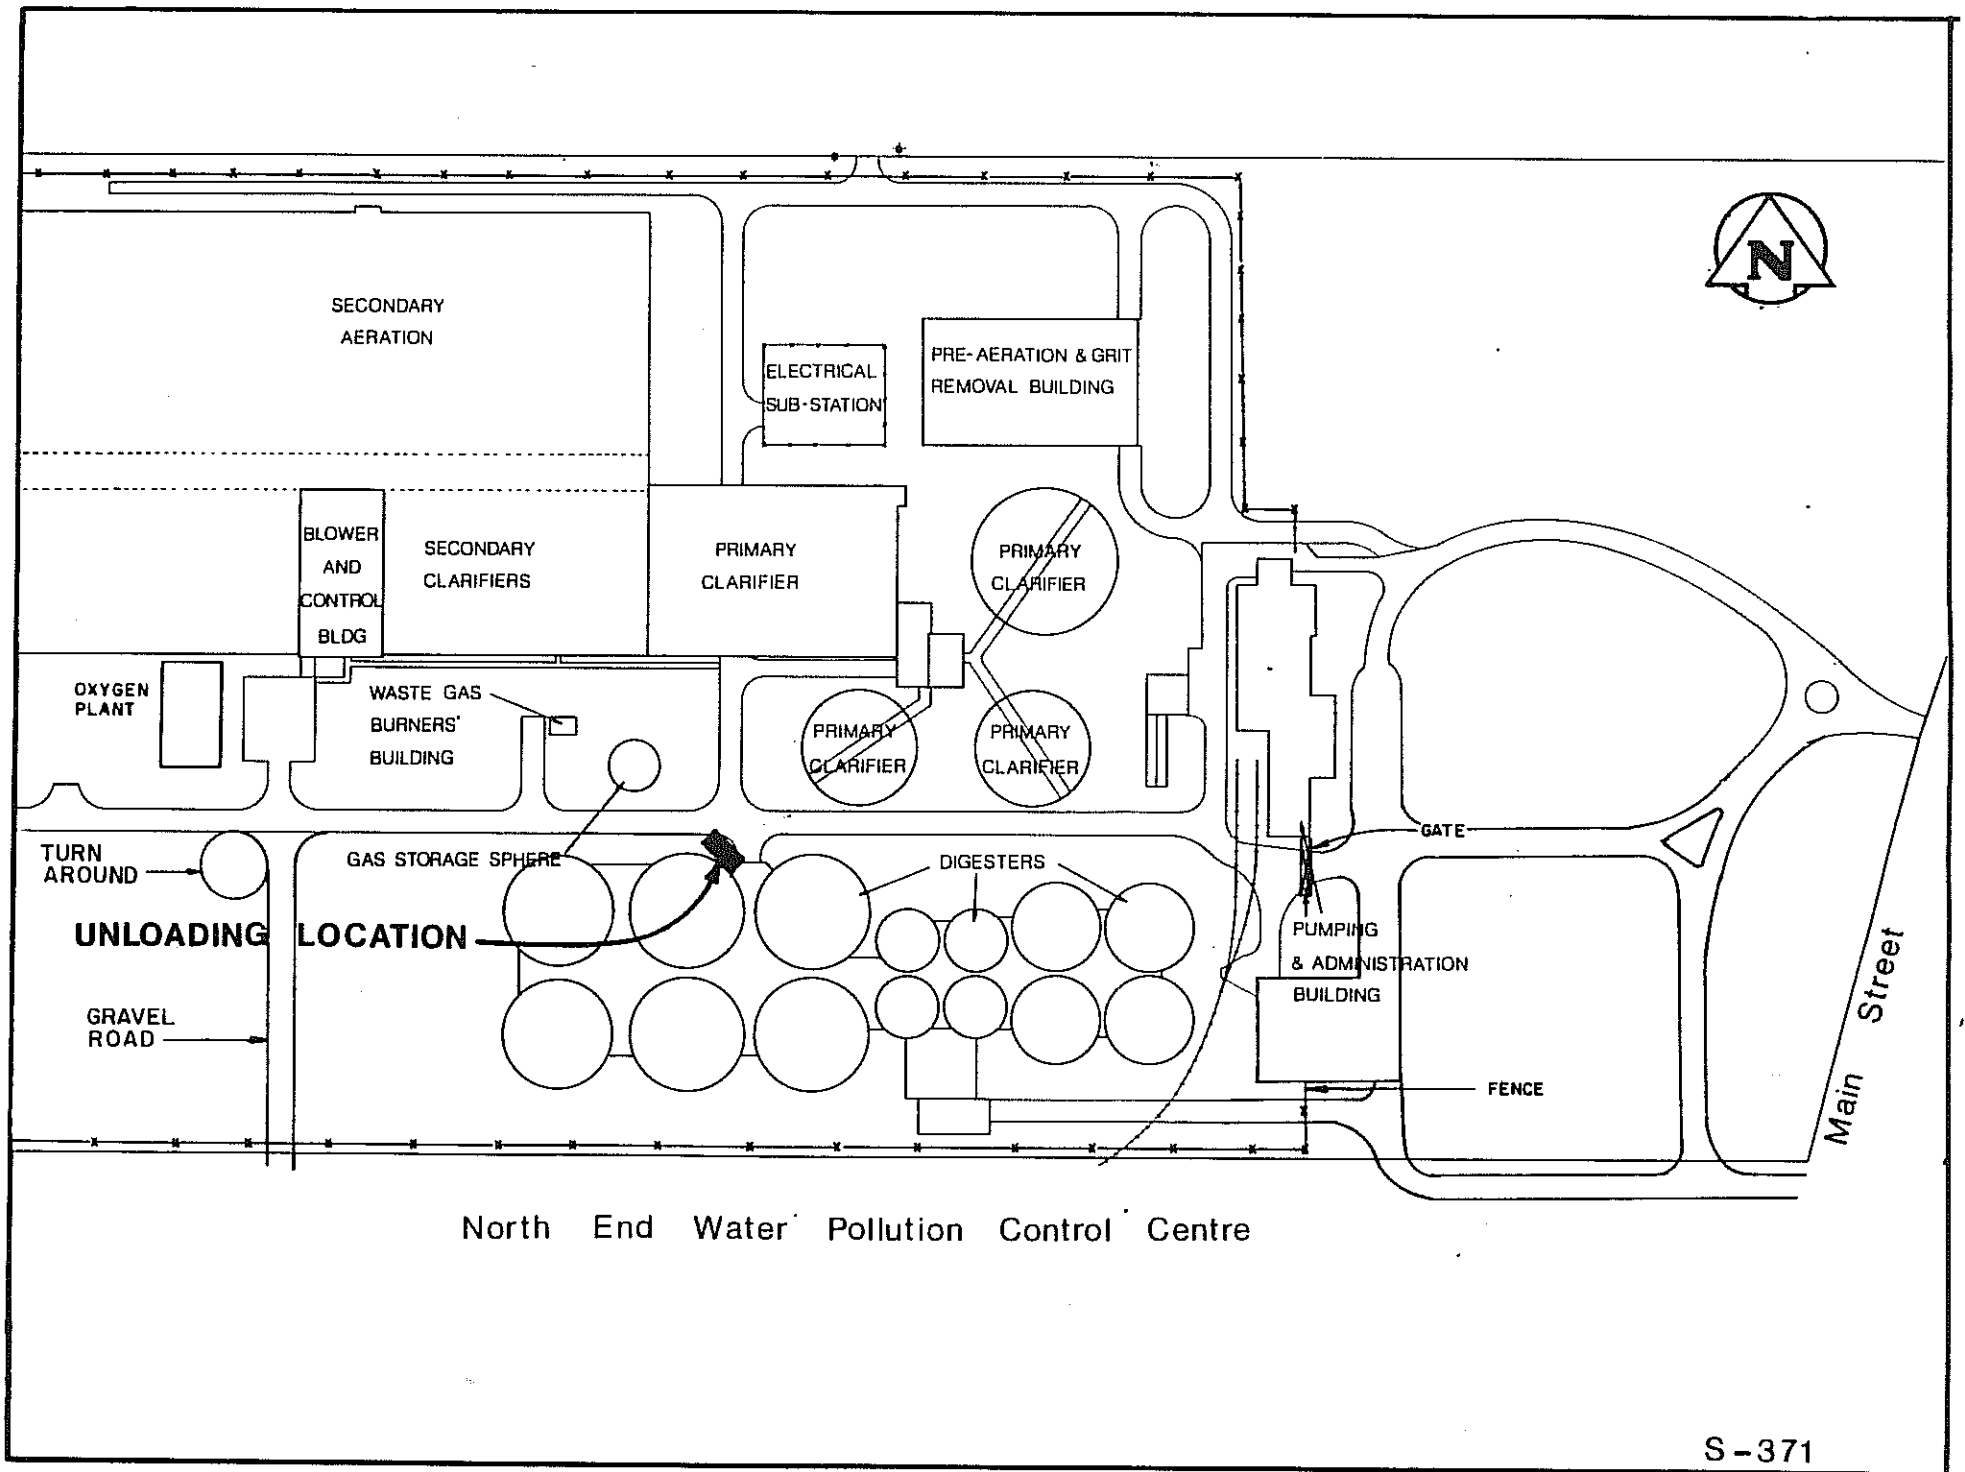 N
SECONDARY
AERATION
ELECTRICAL
SUB-STATION
PRE-AERATION & GRIT
REMOVAL BUILDING
BLOWER
AND
CONTROL
BLDG
SECONDARY
CLARIFIERS
PRIMARY
CLARIFIER
PRIMARY
CLARIFIER
OXYGEN
PLANT
WASTE GAS
BURNERS'
BUILDING
PRIMARY
CLARIFIER
PRIMARY
CLARIFIER
GATE
TURN
AROUND
GAS STORAGE SPHERE
DIGESTERS
UNLOADING LOCATION
PUMPING
& ADMINISTRATION
BUILDING
GRAVEL
ROAD
FENCE
Main Street
North End Water Pollution Control Centre
S-371